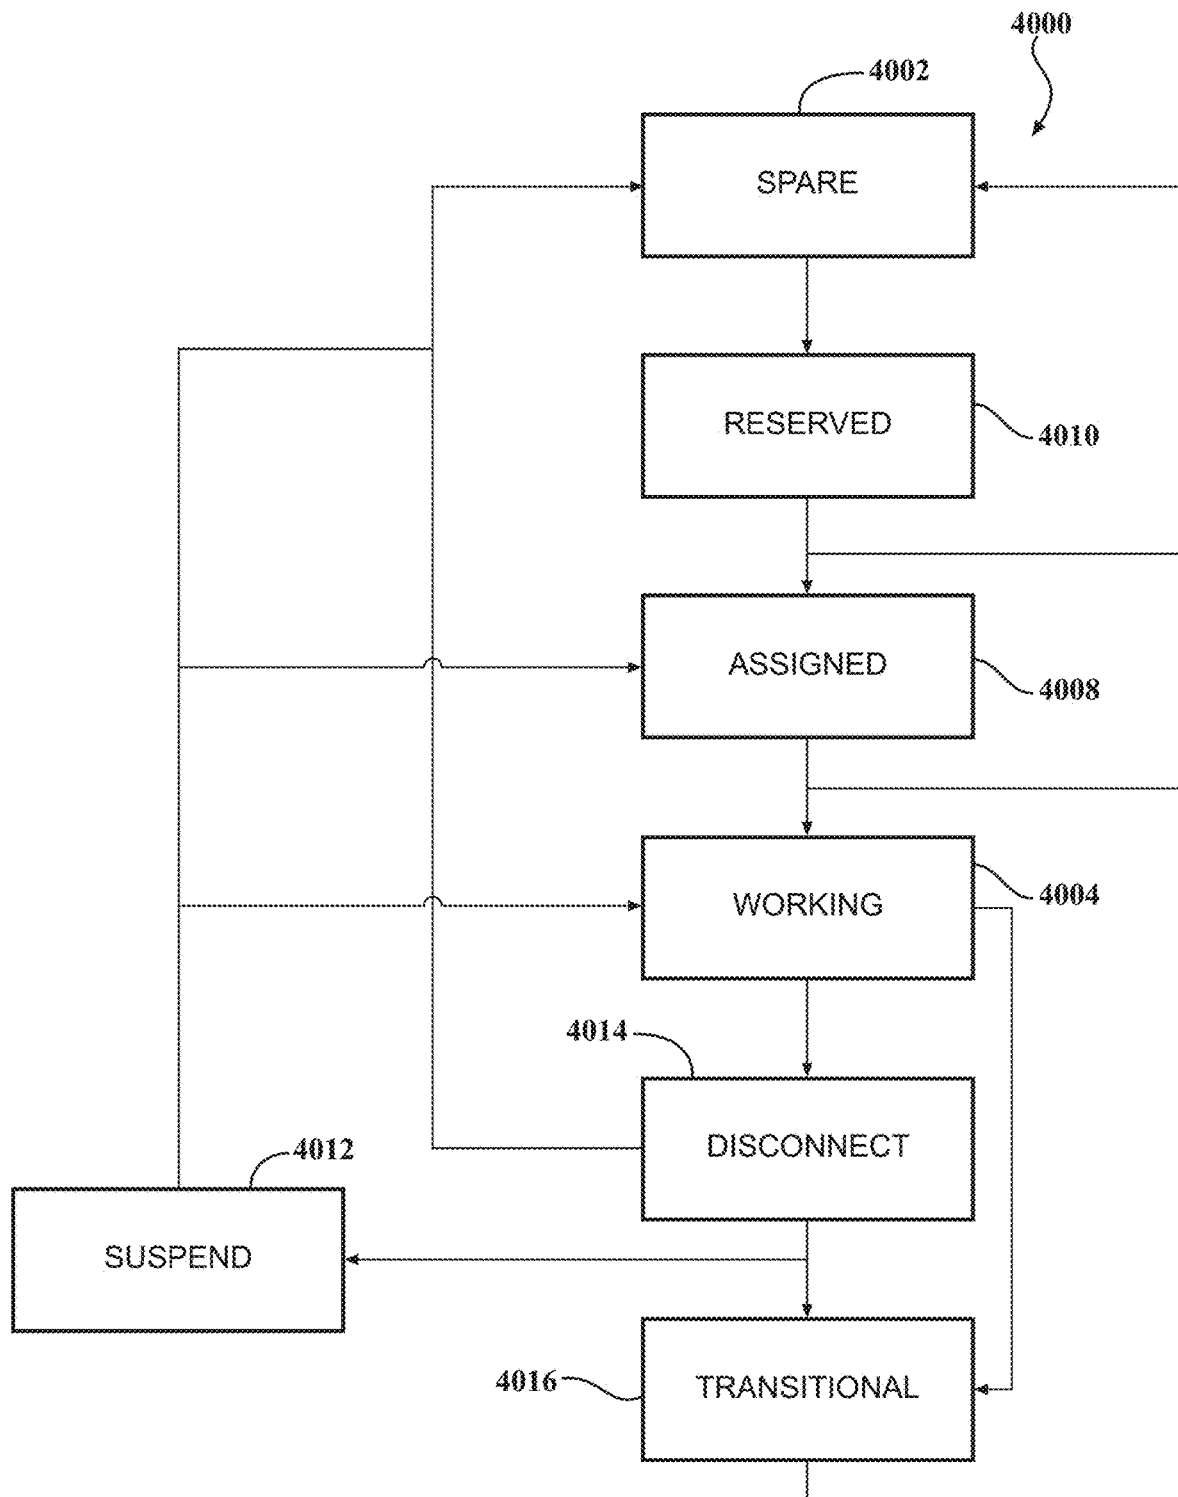 4000
4002
SPARE
RESERVED
4010
ASSIGNED
4008
WORKING
4004
4014
DISCONNECT
4012
SUSPEND
TRANSITIONAL
4016